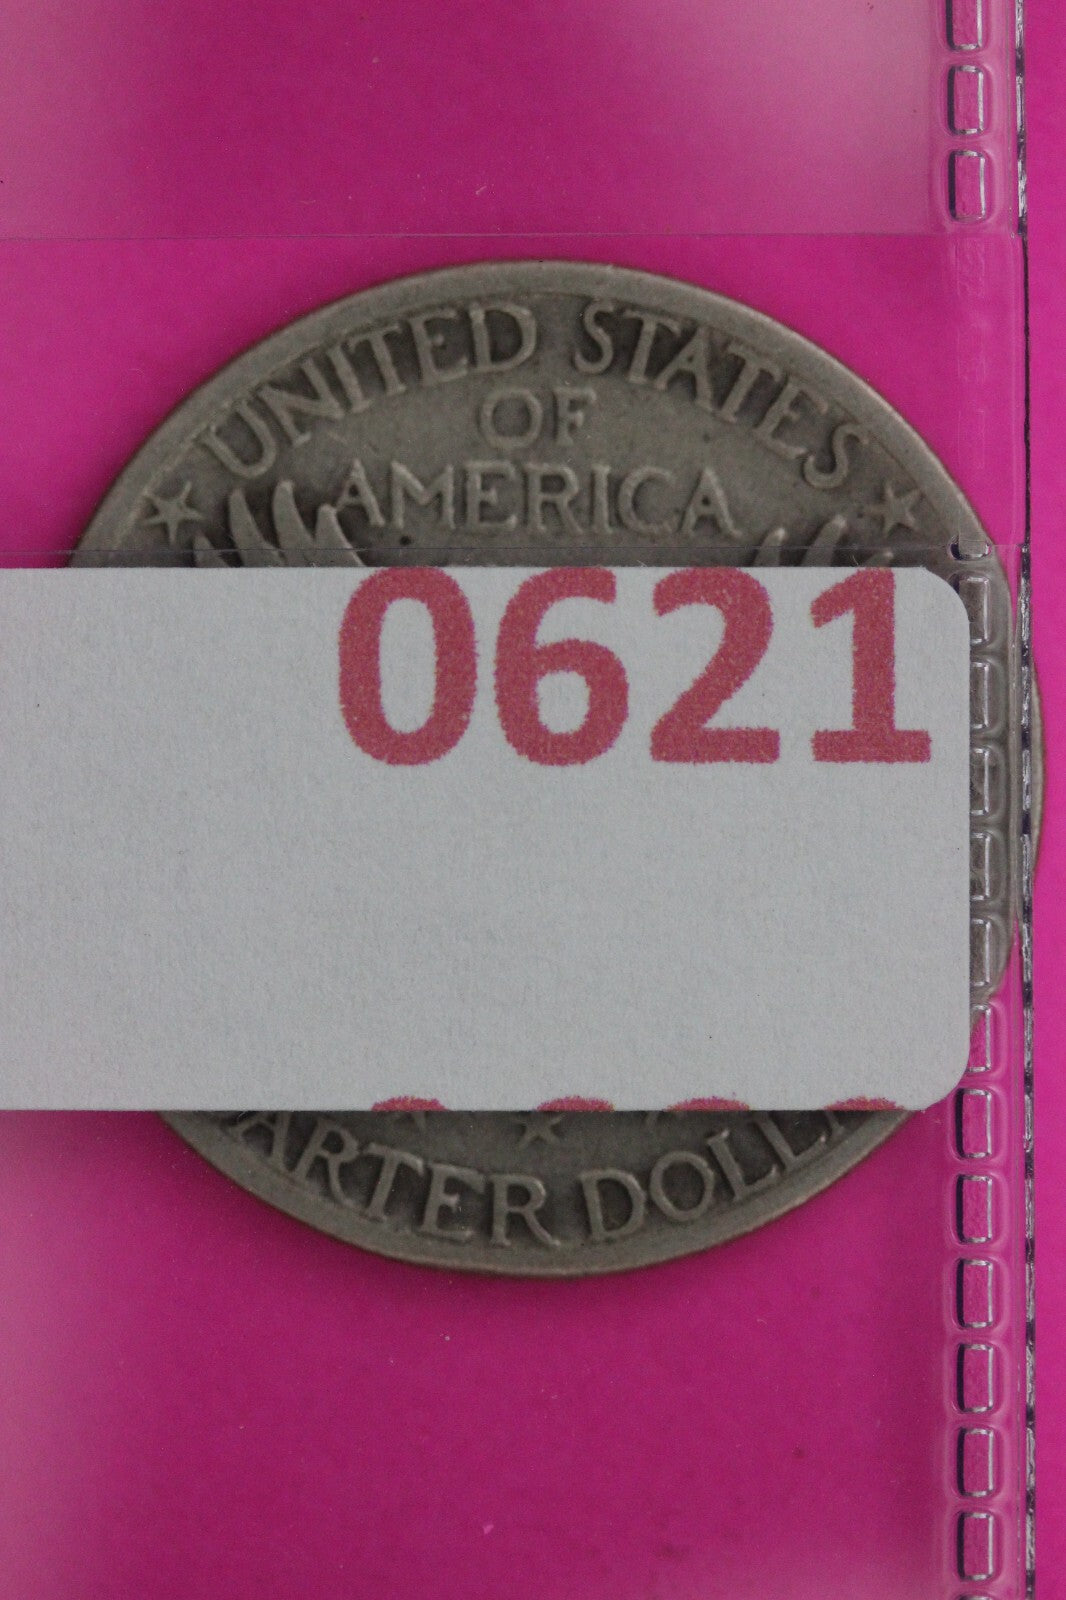 UNITED STATES
OF
AMERICA
0621
ARTER DOLL